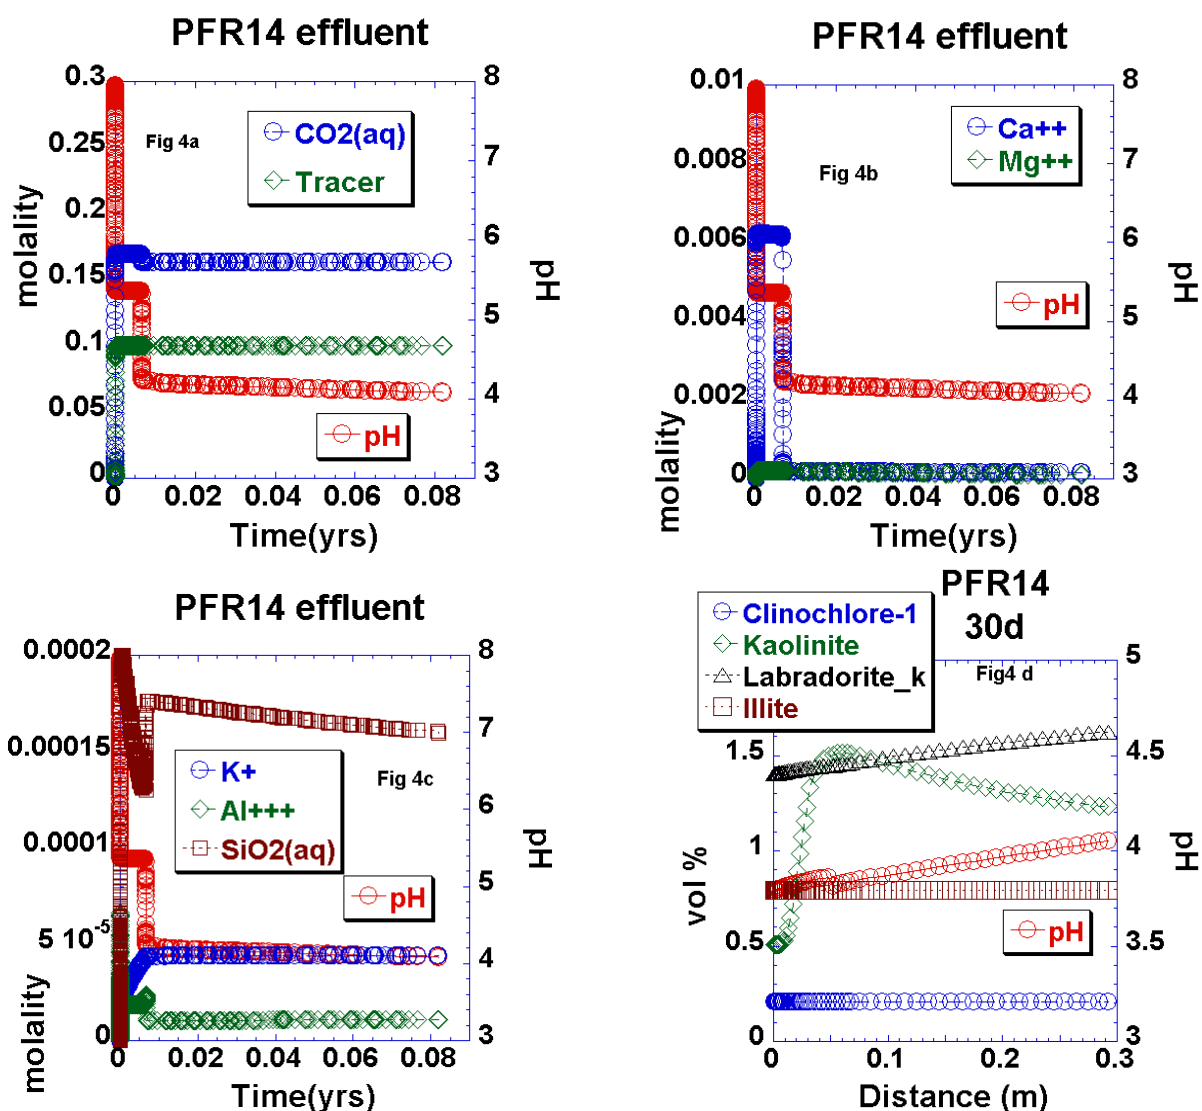 PFR14 effluent
0.3
0.25
0.2
0.15
0.1
0.05
0
molality
8
7
6
5
4
3
pH
Fig 4a
CO2(aq)
Tracer
pH
0 0.02 0.04 0.06 0.08
Time(yrs)
PFR14 effluent
0.01
0.008
0.006
0.004
0.002
0
molality
8
7
6
5
4
3
pH
Fig 4b
Ca++
Mg++
pH
0 0.02 0.04 0.06 0.08
Time(yrs)
PFR14 effluent
0.0002
0.00015
0.0001
5 10-5
0
molality
8
7
6
5
4
3
pH
Fig 4c
K+
Al+++
SiO2(aq)
pH
0 0.02 0.04 0.06 0.08
Time(yrs)
PFR14
30d
Clinochlore-1
Kaolinite
Labradorite_k
Illite
Fig4 d
1.5
1
0.5
0
vol %
5
4.5
4
3.5
3
pH
pH
0 0.1 0.2 0.3
Distance (m)